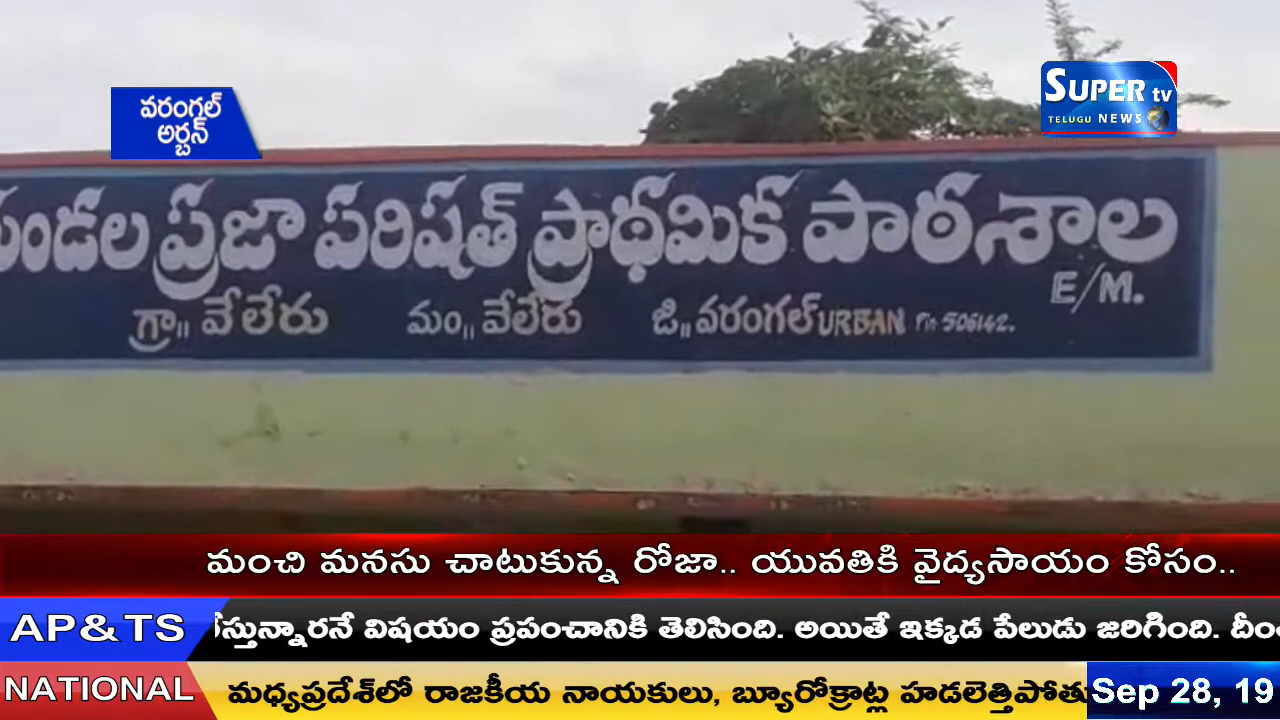 వరంగల్
అర్బన్
SUPER tv
TELUGU NEWS
మండల ప్రజా పరిషత్ ప్రాథమిక పాఠశాల
E/M.
గ్రా॥ వేలేరు మం॥ వేలేరు జి॥ వరంగల్ URBAN Pin-506142.
మంచి మనసు చాటుకున్న రోజా.. యువతికి వైద్యసాయం కోసం..
AP&TS
విషయం ప్రపంచానికి తెలిసింది. అయితే ఇక్కడ పేలుడు జరిగింది.
NATIONAL
మధ్యప్రదేశ్‌లో రాజకీయ నాయకులు, బ్యూరోక్రాట్ల హడలెత్తిపోతు
Sep 28, 19